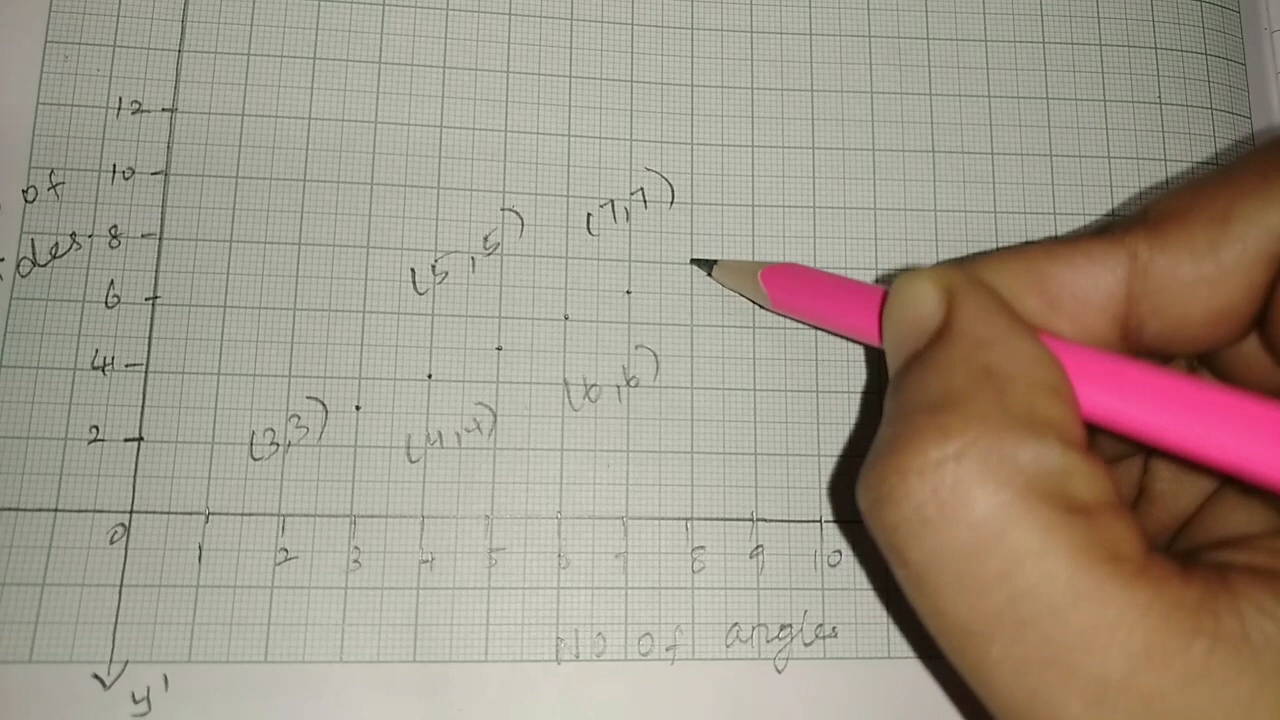 12
10
of
(7,7)
des
8
(5,5)
6
4
(6,6)
(3,3)
(4,4)
2
0
1 2 3 4 5 6 7 8 9 10
No of angles
y'